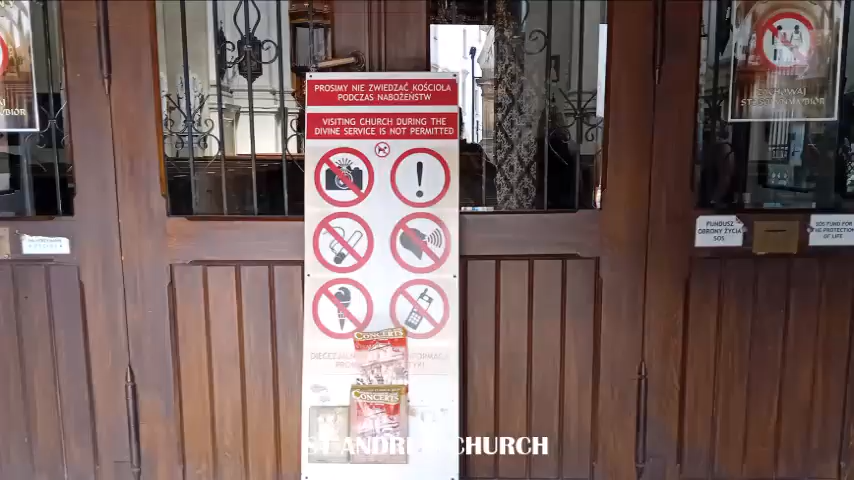 PROSIMY NIE ZWIEDZAĆ KOŚCIOŁA
PODCZAS NABOŻEŃSTW
VISITING CHURCH DURING THE
DIVINE SERVICE IS NOT PERMITTED
FUNDUSZ
OBRONY ŻYCIA
SOS
SOS FUND FOR
THE PROTECTION
OF LIFE
CONCERTS
CONCERTS
ST. ANDREW CHURCH